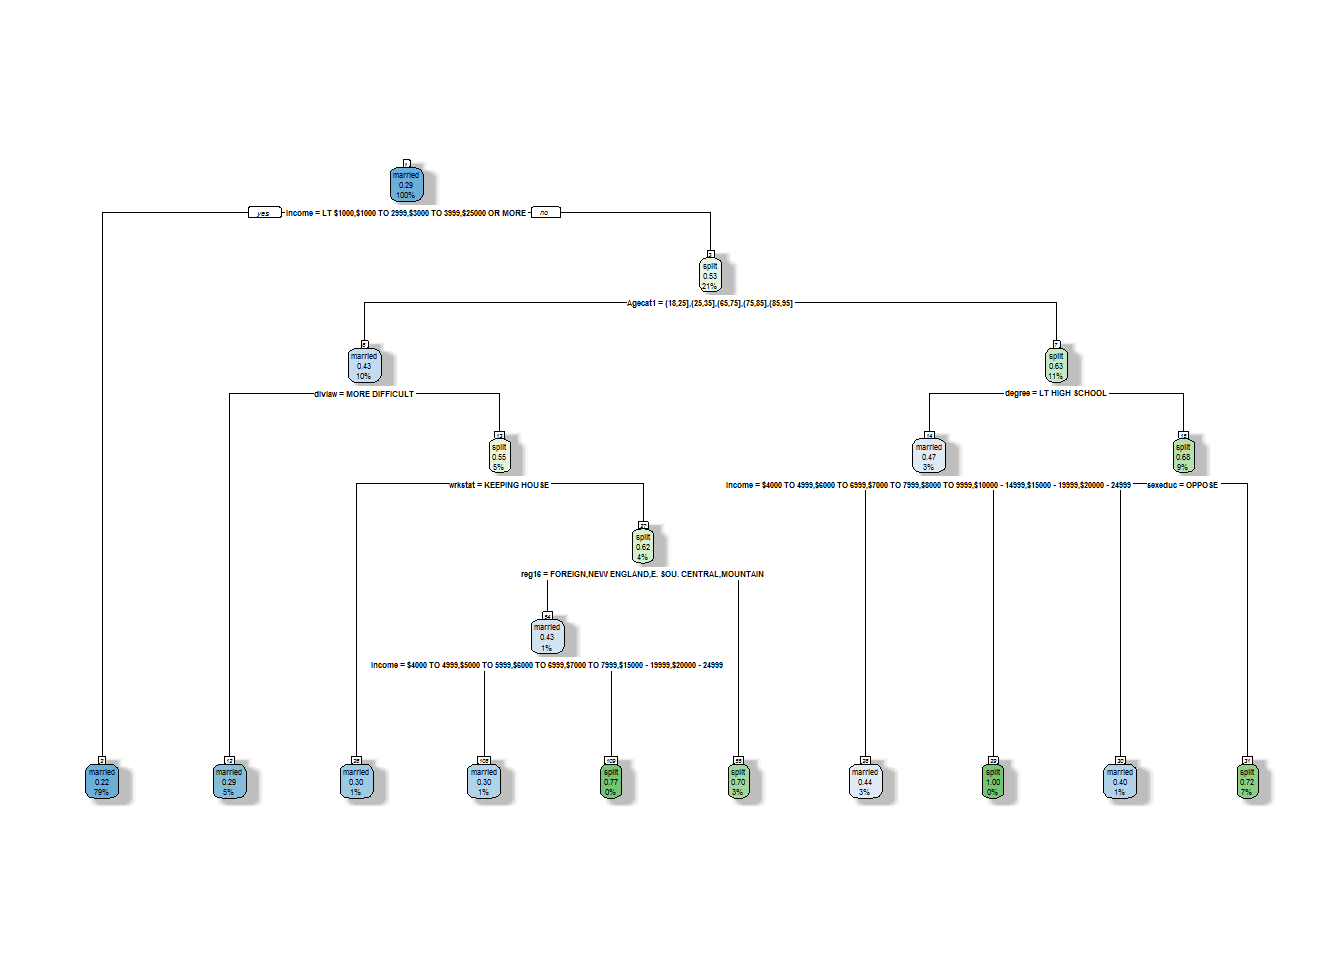 1
married
0.29
100%
yes
Income = LT $1000,$1000 TO 2999,$3000 TO 3999,$25000 OR MORE
no
3
split
0.53
21%
Agecat1 = (18,25],(25,35],(65,75],(75,85],(85,95]
6
married
0.43
10%
7
split
0.63
11%
divlaw = MORE DIFFICULT
degree = LT HIGH SCHOOL
13
split
0.55
5%
14
married
0.47
3%
15
split
0.68
9%
wrkstat = KEEPING HOUSE
Income = $4000 TO 4999,$6000 TO 6999,$7000 TO 7999,$8000 TO 9999,$10000 - 14999,$15000 - 19999,$20000 - 24999
sexeduc = OPPOSE
27
split
0.62
4%
reg16 = FOREIGN,NEW ENGLAND,E. SOU. CENTRAL,MOUNTAIN
54
married
0.43
1%
Income = $4000 TO 4999,$5000 TO 5999,$6000 TO 6999,$7000 TO 7999,$15000 - 19999,$20000 - 24999
2
married
0.22
79%
12
married
0.29
5%
26
married
0.30
1%
108
married
0.30
1%
109
split
0.77
0%
55
split
0.70
3%
28
married
0.44
3%
29
split
1.00
0%
30
married
0.40
1%
31
split
0.72
7%